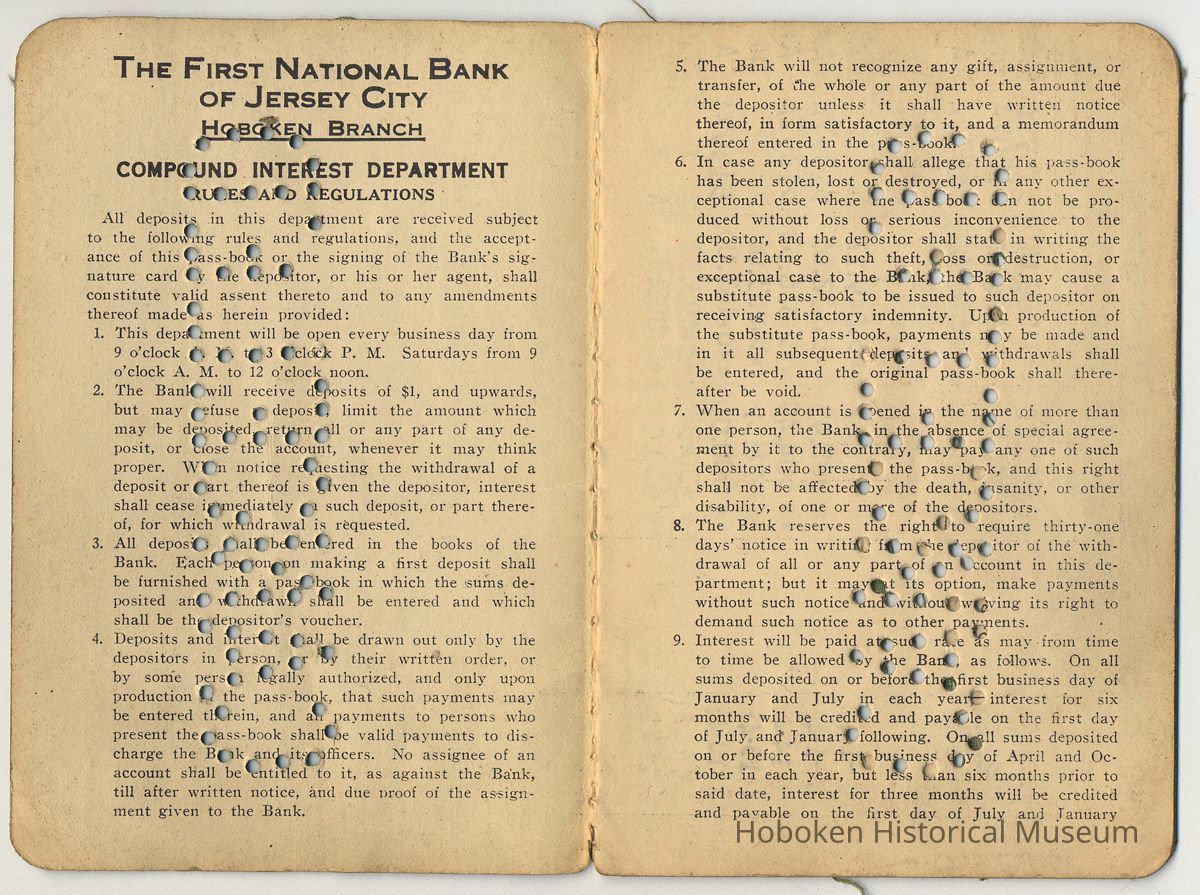 THE FIRST NATIONAL BANK
OF JERSEY CITY
HOBOKEN BRANCH
COMPOUND INTEREST DEPARTMENT
RULES AND REGULATIONS
All deposits in this department are received subject
to the following rules and regulations, and the accept-
ance of this pass-book or the signing of the Bank's sig-
nature card by the depositor, or his or her agent, shall
constitute valid assent thereto and to any amendments
thereof made as herein provided:
1. This department will be open every business day from
9 o'clock A. M. to 3 o'clock P. M. Saturdays from 9
o'clock A. M. to 12 o'clock noon.
2. The Bank will receive deposits of $1, and upwards,
but may refuse a deposit, limit the amount which
may be deposited, return all or any part of any de-
posit, or close the account, whenever it may think
proper. When notice requesting the withdrawal of a
deposit or part thereof is given the depositor, interest
shall cease immediately on such deposit, or part there-
of, for which withdrawal is requested.
3. All deposits shall be entered in the books of the
Bank. Each person on making a first deposit shall
be furnished with a pass-book in which the sums de-
posited and withdrawn shall be entered and which
shall be the depositor's voucher.
4. Deposits and interest shall be drawn out only by the
depositors in person, or by their written order, or
by some person legally authorized, and only upon
production of the pass-book, that such payments may
be entered therein, and all payments to persons who
present the pass-book shall be valid payments to dis-
charge the Bank and its officers. No assignee of an
account shall be entitled to it, as against the Bank,
till after written notice, and due proof of the assign-
ment given to the Bank.
5. The Bank will not recognize any gift, assignment, or
transfer, of the whole or any part of the amount due
the depositor unless it shall have written notice
thereof, in form satisfactory to it, and a memorandum
thereof entered in the pass-book.
6. In case any depositor shall allege that his pass-book
has been stolen, lost or destroyed, or in any other ex-
ceptional case where the pass-book can not be pro-
duced without loss or serious inconvenience to the
depositor, and the depositor shall state in writing the
facts relating to such theft, loss or destruction, or
exceptional case to the Bank, the Bank may cause a
substitute pass-book to be issued to such depositor on
receiving satisfactory indemnity. Upon production of
the substitute pass-book, payments may be made and
in it all subsequent deposits and withdrawals shall
be entered, and the original pass-book shall there-
after be void.
7. When an account is opened in the name of more than
one person, the Bank, in the absence of special agree-
ment by it to the contrary, may pay any one of such
depositors who present the pass-book, and this right
shall not be affected by the death, insanity, or other
disability, of one or more of the depositors.
8. The Bank reserves the right to require thirty-one
days' notice in writing from the depositor of the with-
drawal of all or any part of an account in this de-
partment; but it may at its option, make payments
without such notice and without waiving its right to
demand such notice as to other payments.
9. Interest will be paid at such rate as may from time
to time be allowed by the Bank, as follows. On all
sums deposited on or before the first business day of
January and July in each year interest for six
months will be credited and payable on the first day
of July and January following. On all sums deposited
on or before the first business day of April and Oc-
tober in each year, but less than six months prior to
said date, interest for three months will be credited
and payable on the first day of July and January
Hoboken Historical Museum